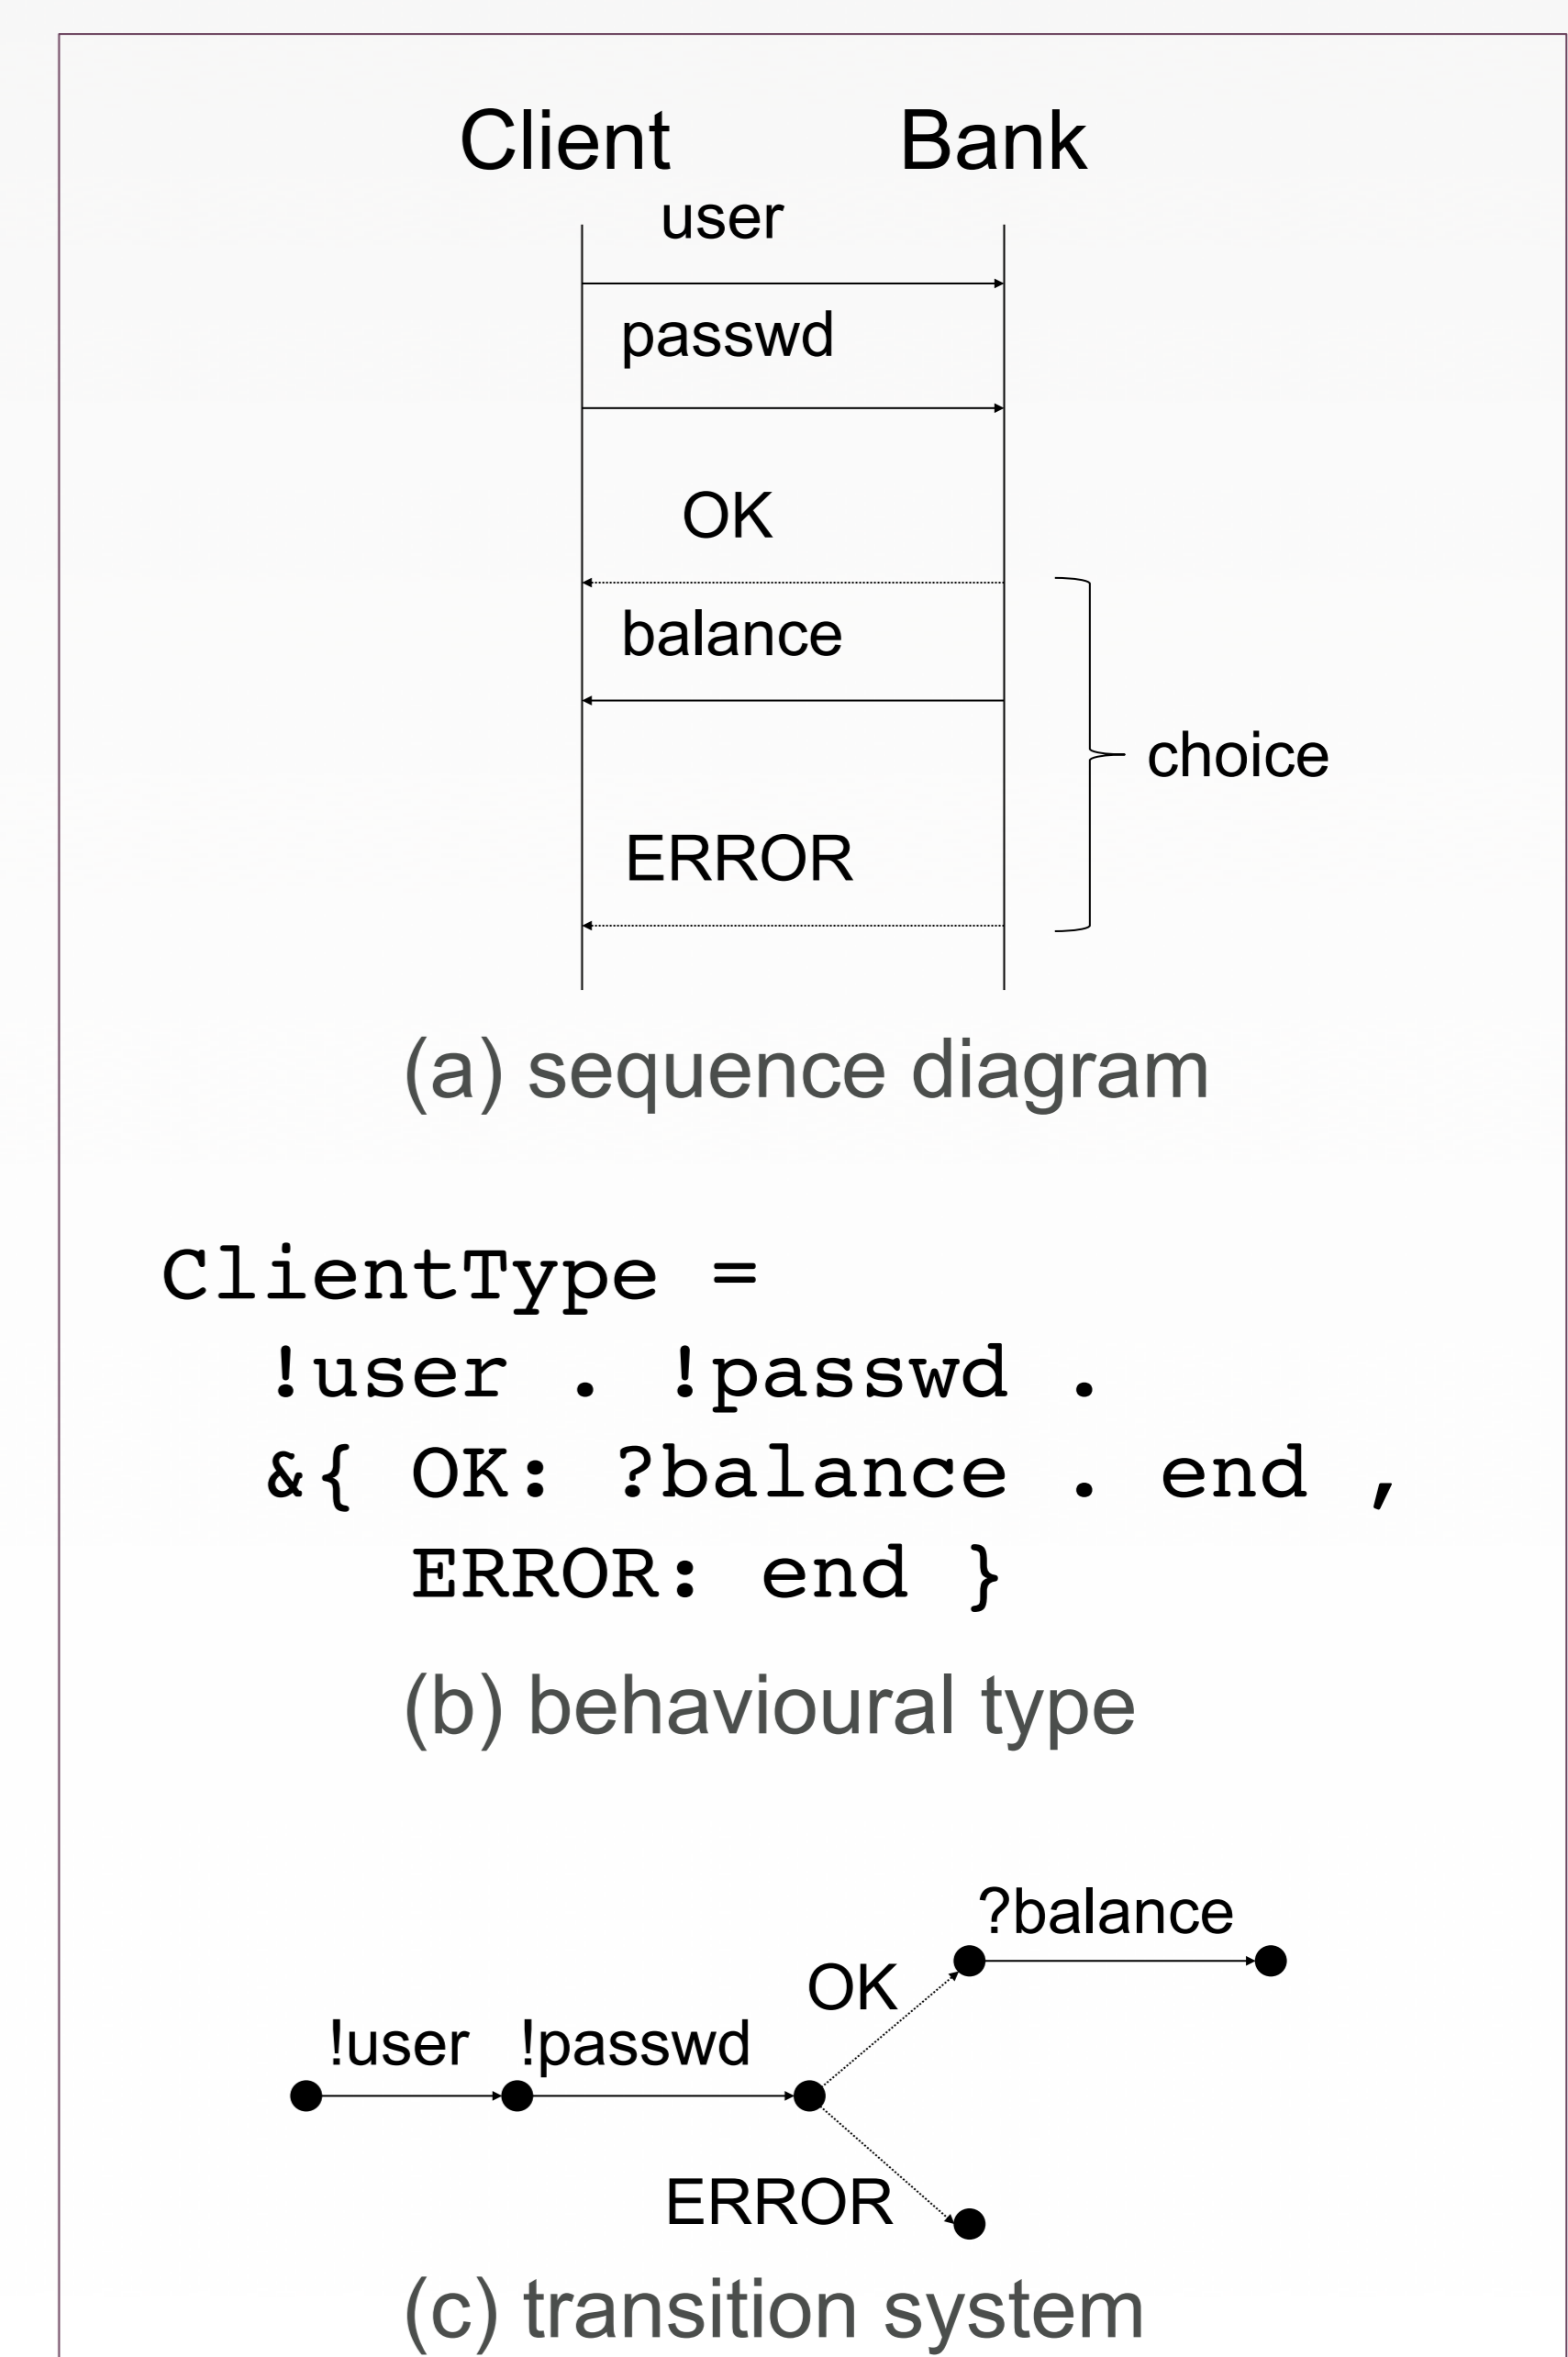 Client Bank
user
passwd
OK
balance
choice
ERROR
(a) sequence diagram
ClientType =
!user . !passwd .
&{ OK: ?balance . end ,
ERROR: end }
(b) behavioural type
?balance
OK
!user !passwd
ERROR
(c) transition system